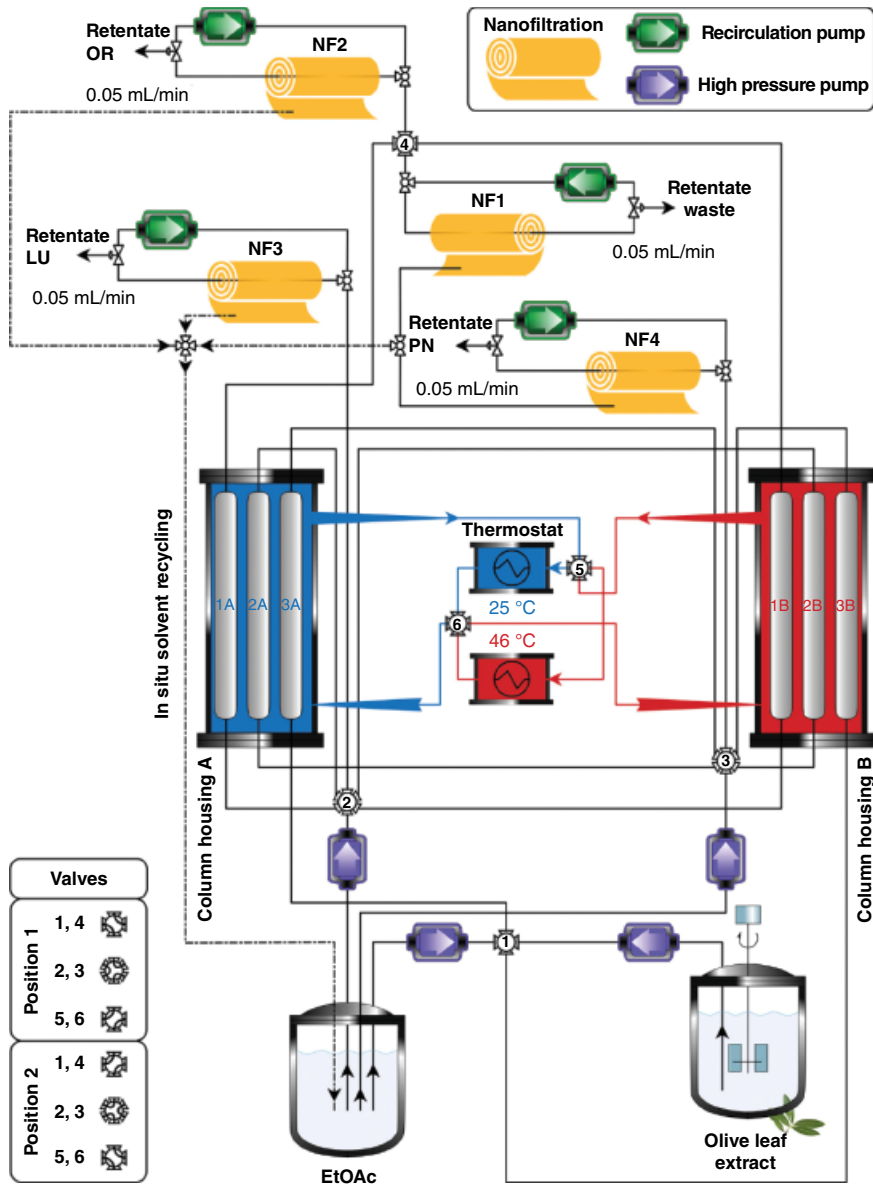 Retentate
OR
NF2
0.05 mL/min
Nanofiltration
Recirculation pump
High pressure pump
4
Retentate
LU
NF3
0.05 mL/min
NF1
Retentate
waste
0.05 mL/min
Retentate
PN
NF4
0.05 mL/min
In situ solvent recycling
1A
2A
3A
Thermostat
5
25 °C
6
46 °C
1B
2B
3B
Column housing A
Column housing B
2
3
1
EtOAc
Olive leaf
extract
Valves
Position 1
1, 4
2, 3
5, 6
Position 2
1, 4
2, 3
5, 6